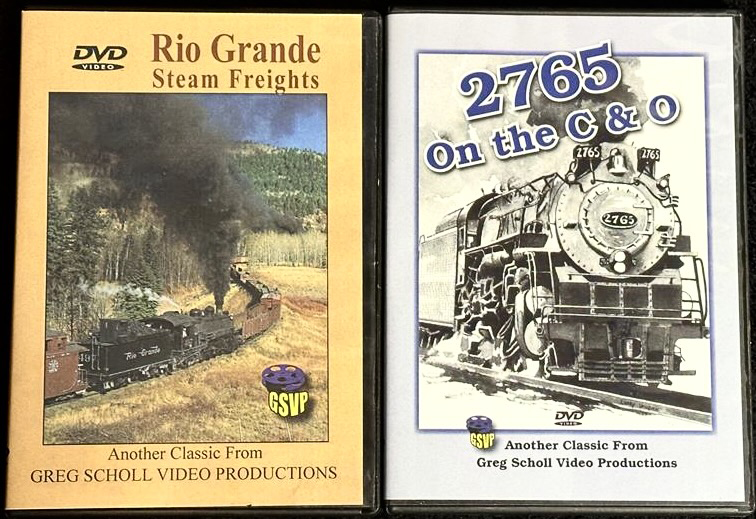 DVD
VIDEO
Rio Grande
Steam Freights
Rio Grande
GSVP
Another Classic From
GREG SCHOLL VIDEO PRODUCTIONS
2765
On the C & O
2765
2765
2765
DVD
VIDEO
GSVP
Another Classic From
Greg Scholl Video Productions